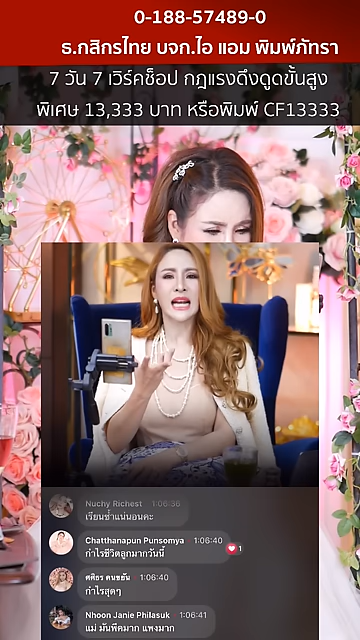 0-188-57489-0
ธ.กสิกรไทย บจก.ไอ แอม พิมพ์ภัทรา
7 วัน 7 เวิร์คช็อป กฎแรงดึงดูดขั้นสูง
พิเศษ 13,333 บาท หรือพิมพ์ CF13333
Nuchy Richest 1:06:36
เรียนซ้ำแน่นอนคะ
Chatthanapun Punsomya 1:06:40
กำไรชีวิตลูกมากวันนี้
1
ศศิธร คนขยัน 1:06:40
กำไรสุดๆ
Nhoon Janie Philasuk 1:06:41
แม่ มันพีคมาก แพงมาก